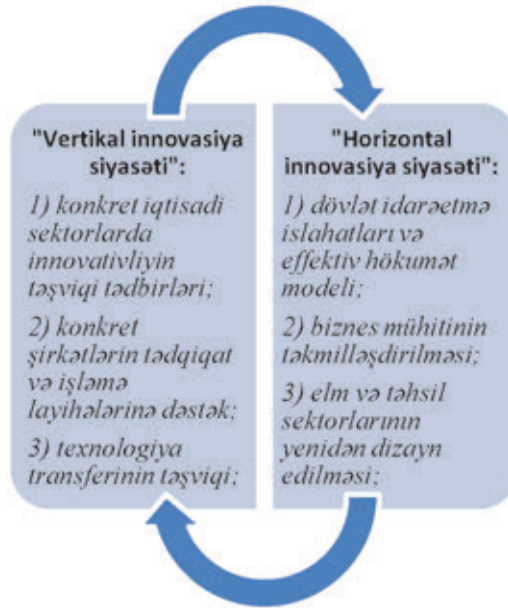 "Vertikal innovasiya
siyasəti":
1) konkret iqtisadi
sektorlarda
innovativliyin
təşviqi tədbirləri;
2) konkret
şirkətlərin tədqiqat
və işləmə
layihələrinə dəstək;
3) texnologiya
transferinin təşviqi;
"Horizontal
innovasiya siyasəti":
1) dövlət idarəetmə
islahatları və
effektiv hökumət
modeli;
2) biznes mühitinin
təkmilləşdirilməsi;
3) elm və təhsil
sektorlarının
yenidən dizayn
edilməsi;